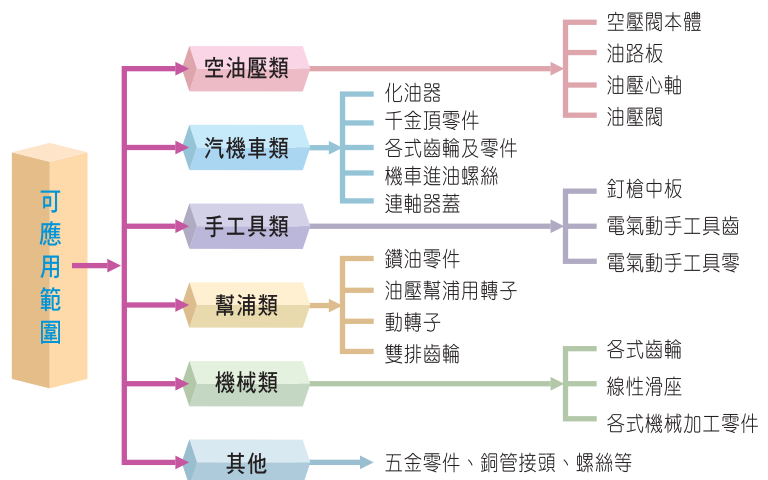 可應用範圍
空油壓類
空壓閥本體
油路板
油壓心軸
油壓閥
汽機車類
化油器
千金頂零件
各式齒輪及零件
機車進油螺絲
連軸器蓋
手工具類
釘槍中板
電氣動手工具齒
電氣動手工具零
幫浦類
鑽油零件
油壓幫浦用轉子
動轉子
雙排齒輪
機械類
各式齒輪
線性滑座
各式機械加工零件
其他
五金零件、銅管接頭、螺絲等